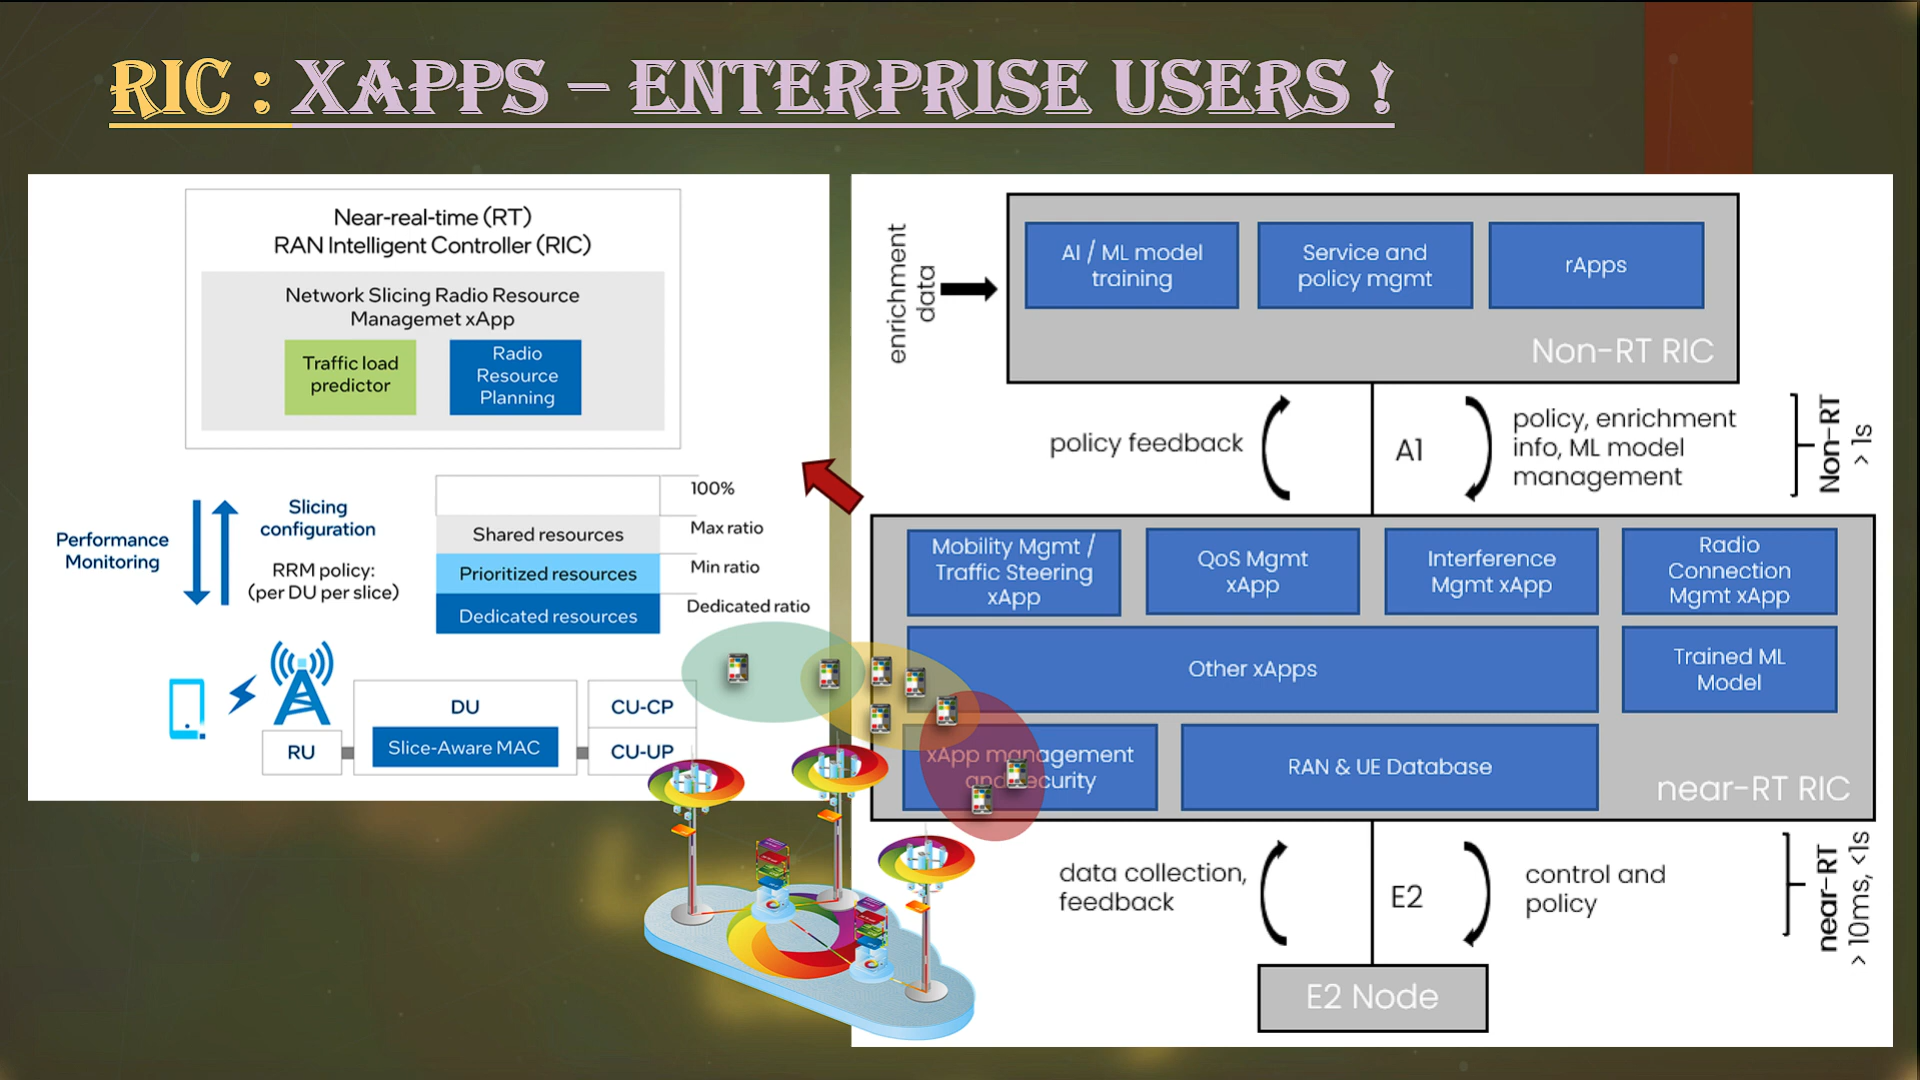 RIC : XAPPS – ENTERPRISE USERS !
Near-real-time (RT)
RAN Intelligent Controller (RIC)
Network Slicing Radio Resource
Managemet xApp
Traffic load
predictor
Radio
Resource
Planning
Performance
Monitoring
Slicing
configuration
RRM policy:
(per DU per slice)
100%
Shared resources
Max ratio
Prioritized resources
Min ratio
Dedicated resources
Dedicated ratio
RU
DU
Slice-Aware MAC
CU-CP
CU-UP
enrichment
data
AI / ML model
training
Service and
policy mgmt
rApps
Non-RT RIC
policy feedback
A1
policy, enrichment
info, ML model
management
Non-RT
> 1s
Mobility Mgmt /
Traffic Steering
xApp
QoS Mgmt
xApp
Interference
Mgmt xApp
Radio
Connection
Mgmt xApp
Other xApps
Trained ML
Model
xApp management
and security
RAN & UE Database
near-RT RIC
data collection,
feedback
E2
control and
policy
near-RT
> 10ms, <1s
E2 Node